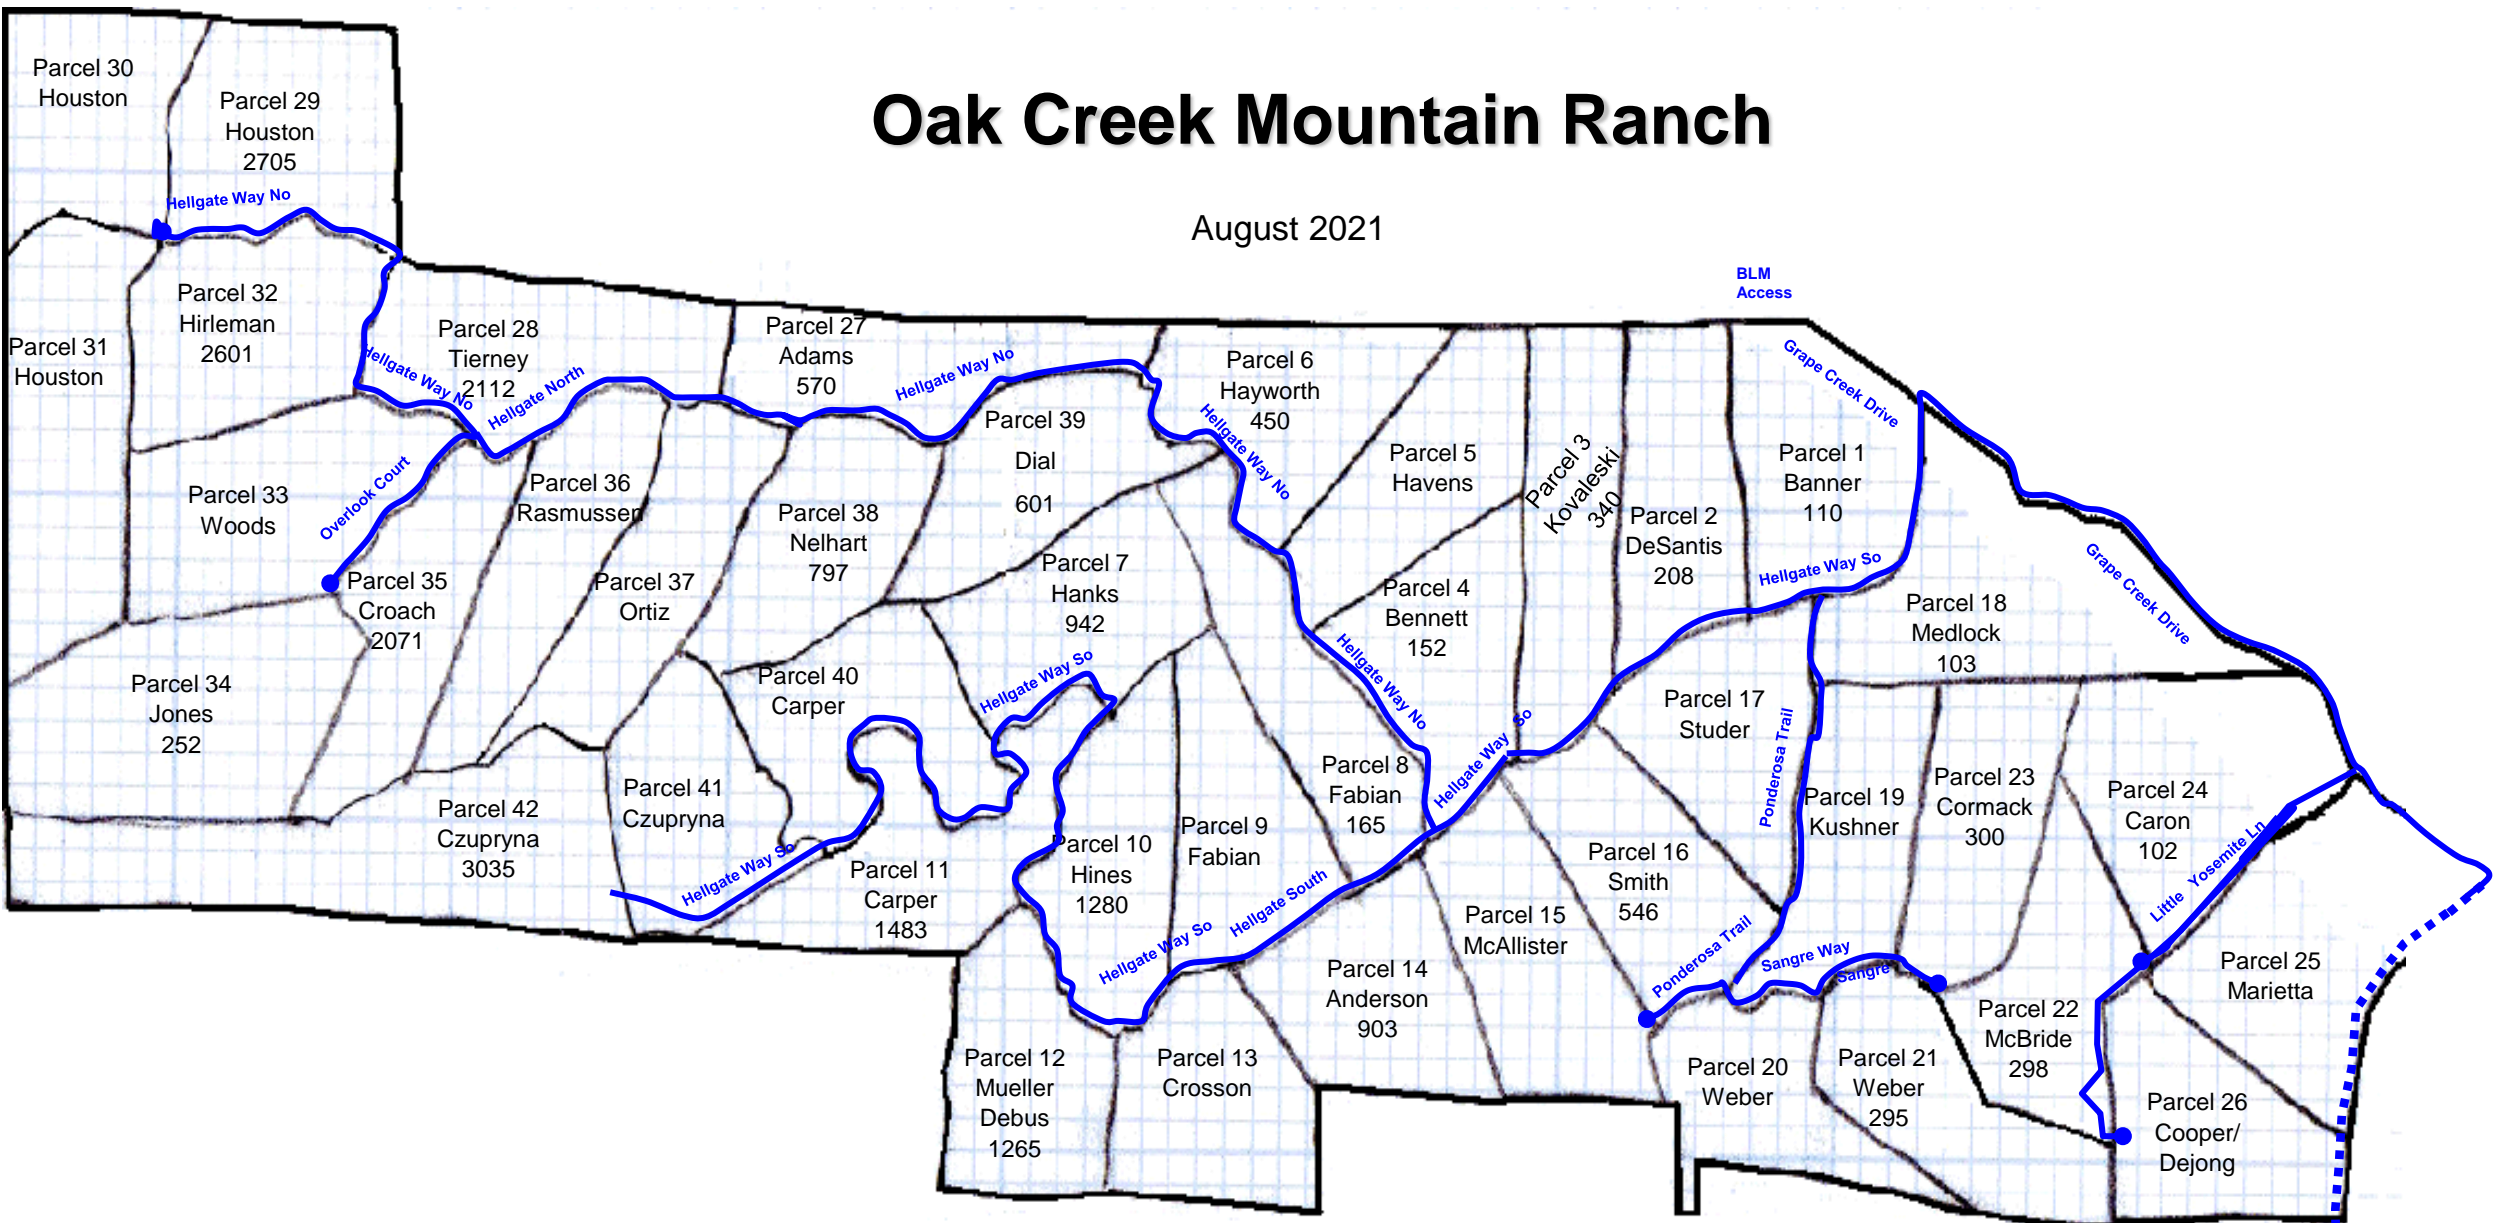 Oak Creek Mountain Ranch
August 2021
Parcel 30
Houston
Parcel 29
Houston
2705
Hellgate Way No
Parcel 31
Houston
Parcel 32
Hirleman
2601
Parcel 28
Tierney
2112
Hellgate Way No
Hellgate North
Parcel 27
Adams
570
Hellgate Way No
Parcel 39
Dial
601
Parcel 6
Hayworth
450
Hellgate Way No
Parcel 5
Havens
Parcel 3
Kovaleski
340
Parcel 2
DeSantis
208
BLM
Access
Grape Creek Drive
Parcel 1
Banner
110
Hellgate Way So
Grape Creek Drive
Parcel 33
Woods
Overlook Court
Parcel 35
Croach
2071
Parcel 36
Rasmussen
Parcel 37
Ortiz
Parcel 38
Nelhart
797
Parcel 7
Hanks
942
Parcel 4
Bennett
152
Hellgate Way No
Parcel 18
Medlock
103
Parcel 34
Jones
252
Parcel 40
Carper
Hellgate Way So
Parcel 8
Fabian
165
Hellgate Way So
Parcel 17
Studer
Ponderosa Trail
Parcel 19
Kushner
Parcel 23
Cormack
300
Parcel 24
Caron
102
Little Yosemite Ln
Parcel 42
Czupryna
3035
Parcel 41
Czupryna
Hellgate Way So
Parcel 11
Carper
1483
Parcel 10
Hines
1280
Parcel 9
Fabian
Hellgate Way So
Hellgate South
Parcel 14
Anderson
903
Parcel 15
McAllister
Parcel 16
Smith
546
Ponderosa Trail
Sangre Way
Sangre
Parcel 25
Marietta
Parcel 12
Mueller
Debus
1265
Parcel 13
Crosson
Parcel 20
Weber
Parcel 21
Weber
295
Parcel 22
McBride
298
Parcel 26
Cooper/
Dejong